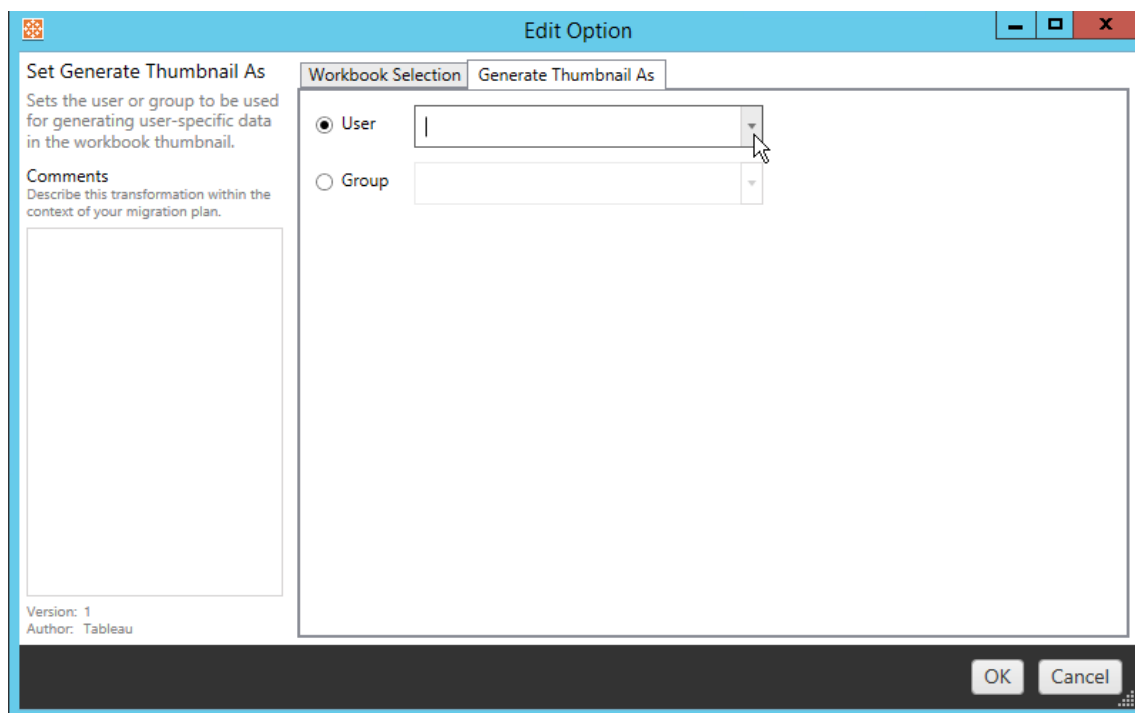 Edit Option
Set Generate Thumbnail As
Sets the user or group to be used
for generating user-specific data
in the workbook thumbnail.
Comments
Describe this transformation within the
context of your migration plan.
Version: 1
Author: Tableau
Workbook Selection
Generate Thumbnail As
User
Group
OK
Cancel